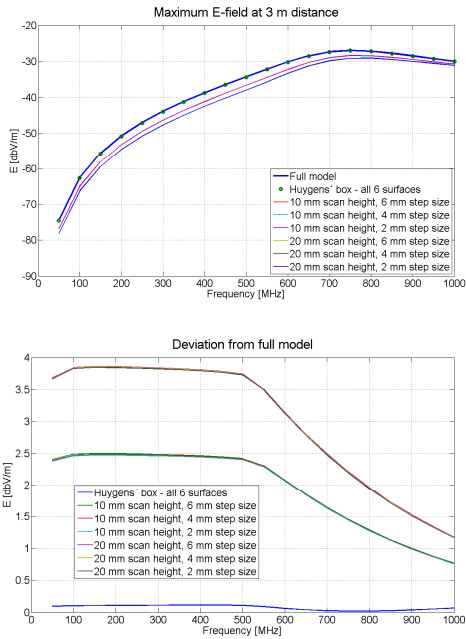 Maximum E-field at 3 m distance
-20
-30
-40
-50
-60
-70
-80
-90
E [dbV/m]
Full model
Huygens´ box - all 6 surfaces
10 mm scan height, 6 mm step size
10 mm scan height, 4 mm step size
10 mm scan height, 2 mm step size
20 mm scan height, 6 mm step size
20 mm scan height, 4 mm step size
20 mm scan height, 2 mm step size
0 100 200 300 400 500 600 700 800 900 1000
Frequency [MHz]
Deviation from full model
4
3.5
3
2.5
2
1.5
1
0.5
0
E [dbV/m]
Huygens´ box - all 6 surfaces
10 mm scan height, 6 mm step size
10 mm scan height, 4 mm step size
10 mm scan height, 2 mm step size
20 mm scan height, 6 mm step size
20 mm scan height, 4 mm step size
20 mm scan height, 2 mm step size
0 100 200 300 400 500 600 700 800 900 1000
Frequency [MHz]